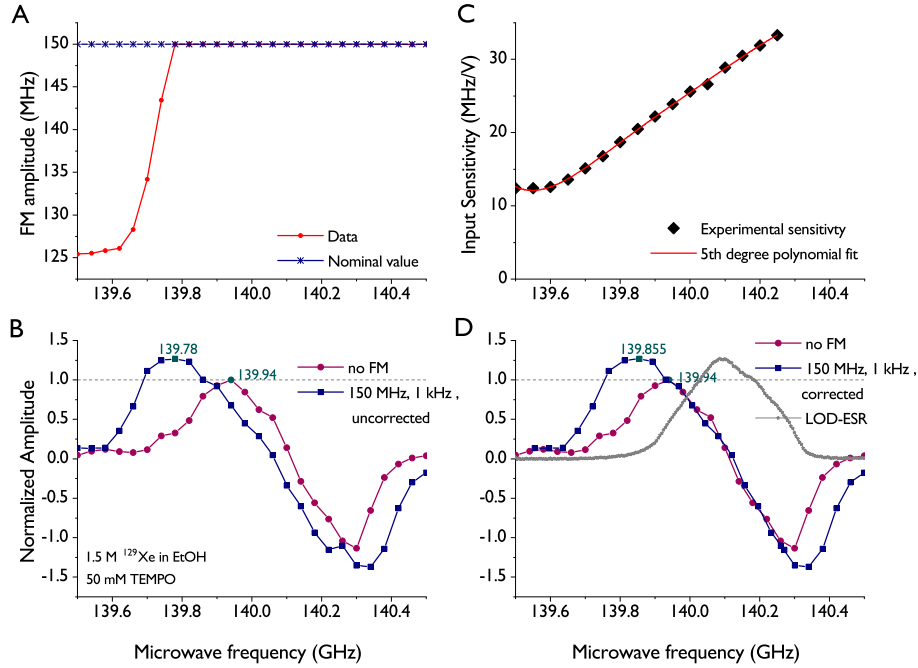 A
FM amplitude (MHz)
150
145
140
135
130
125
Data
Nominal value
139.6
139.8
140.0
140.2
140.4
C
Input Sensitivity (MHz/V)
30
20
10
0
Experimental sensitivty
5th degree polynomial fit
139.6
139.8
140.0
140.2
140.4
B
Normalized Amplitude
1.5
1.0
0.5
0.0
-0.5
-1.0
-1.5
139.78
139.94
no FM
150 MHz, 1 kHz ,
uncorrected
1.5 M 129Xe in EtOH
50 mM TEMPO
139.6
139.8
140.0
140.2
140.4
Microwave frequency (GHz)
D
1.5
1.0
0.5
0.0
-0.5
-1.0
-1.5
139.855
139.94
no FM
150 MHz, 1 kHz ,
corrected
LOD-ESR
139.6
139.8
140.0
140.2
140.4
Microwave frequency (GHz)